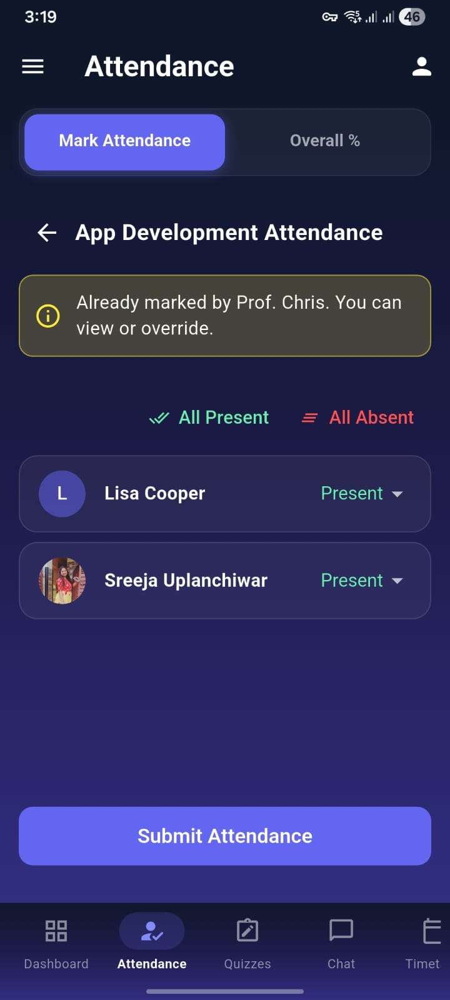 3:19
46
Attendance
Mark Attendance
Overall %
App Development Attendance
Already marked by Prof. Chris. You can
view or override.
All Present
All Absent
L
Lisa Cooper
Present
Sreeja Uplanchiwar
Present
Submit Attendance
Dashboard
Attendance
Quizzes
Chat
Timet